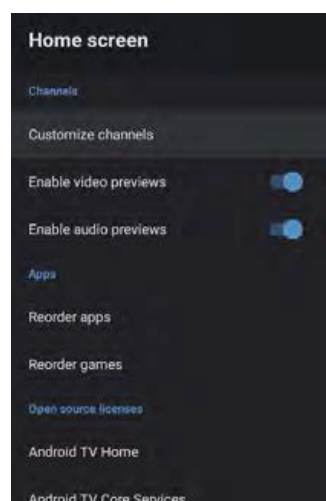 Home screen
Channels
Customize channels
Enable video previews
Enable audio previews
Apps
Reorder apps
Reorder games
Open source licenses
Android TV Home
Android TV Core Services